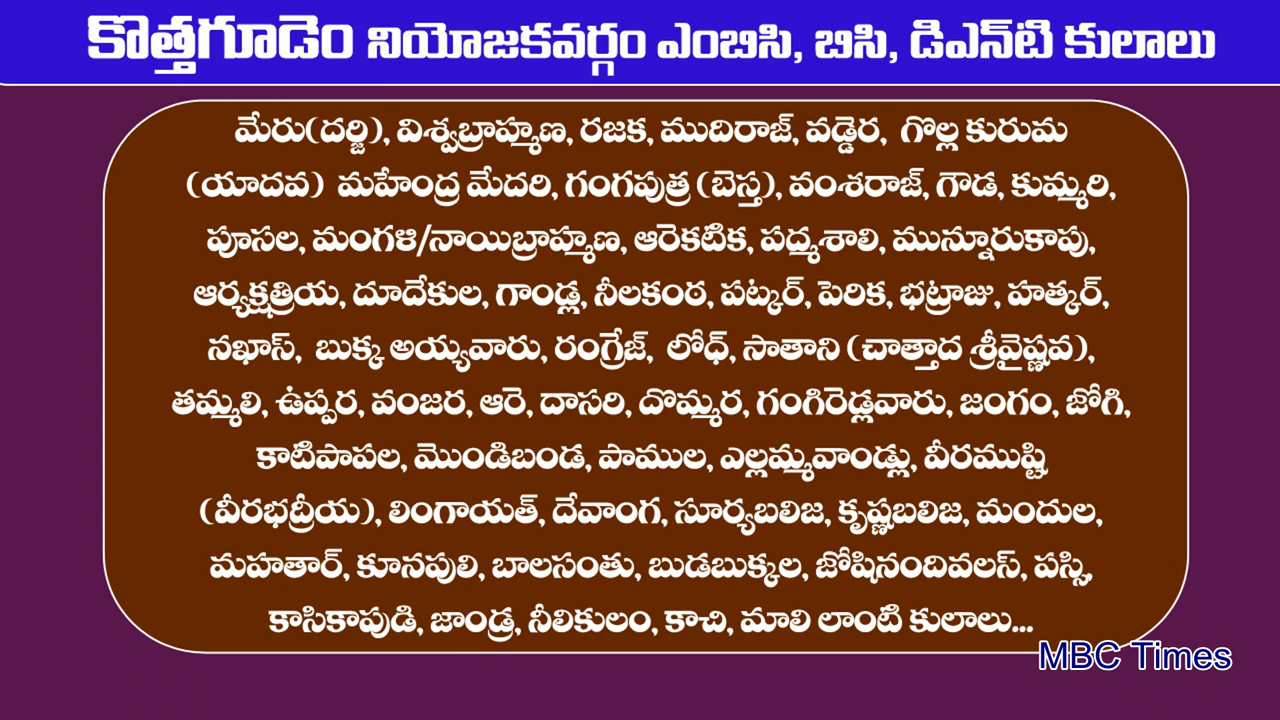 కొత్తగూడెం నియోజకవర్గం ఎంబిసి, బిసి, డిఎన్‌టి కులాలు
మేరు(దర్జి), విశ్వబ్రాహ్మణ, రజక, ముదిరాజ్, వడ్డెర, గొల్ల కురుమ
(యాదవ) మహేంద్ర మేదరి, గంగపుత్ర (బెస్త), వంశరాజ్, గౌడ, కుమ్మరి,
పూసల, మంగళి/నాయిబ్రాహ్మణ, ఆరెకటిక, పద్మశాలి, మున్నూరుకాపు,
ఆర్యక్షత్రియ, దూదేకుల, గాండ్ల, నీలకంఠ, పట్కర్, పెరిక, భట్రాజు, హత్కర్,
నఖాస్, బుక్క అయ్యవారు, రంగ్రేజ్, లోధ్, సాతాని (చాత్తాద శ్రీవైష్ణవ),
తమ్మలి, ఉప్పర, వంజర, ఆరె, దాసరి, దొమ్మర, గంగిరెడ్లవారు, జంగం, జోగి,
కాటిపాపల, మొండిబండ, పాముల, ఎల్లమ్మవాండ్లు, వీరముష్టి
(వీరభద్రీయ), లింగాయత్, దేవాంగ, సూర్యబలిజ, కృష్ణబలిజ, మందుల,
మహతార్, కూనపులి, బాలసంతు, బుడబుక్కల, జోషినందివలస్, పస్సి,
కాసికాపుడి, జాండ్ర, నీలికులం, కాచి, మాలి లాంటి కులాలు...
MBC Times